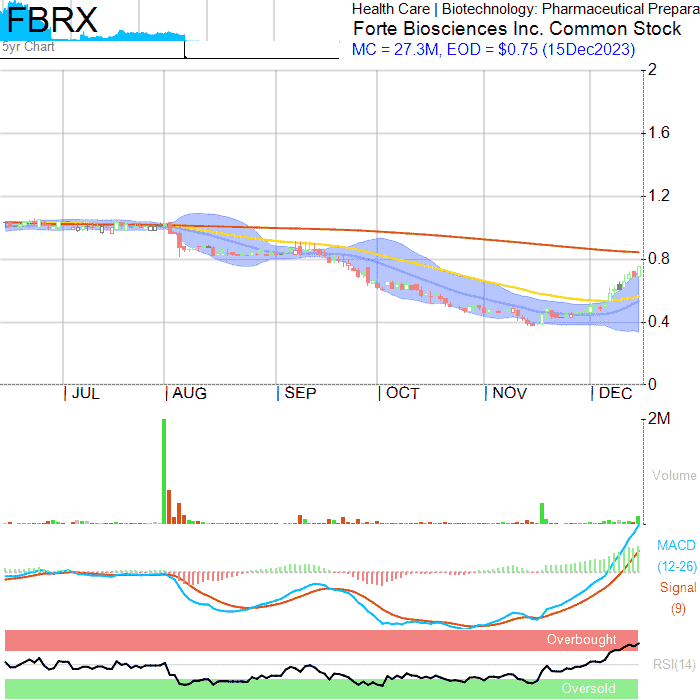 FBRX
5yr Chart
Health Care | Biotechnology: Pharmaceutical Prepara
Forte Biosciences Inc. Common Stock
MC = 27.3M, EOD = $0.75 (15Dec2023)
2
1.6
1.2
0.8
0.4
0
| JUL | AUG | SEP | OCT | NOV | DEC
2M
Volume
MACD
(12-26)
Signal
(9)
Overbought
RSI(14)
Oversold